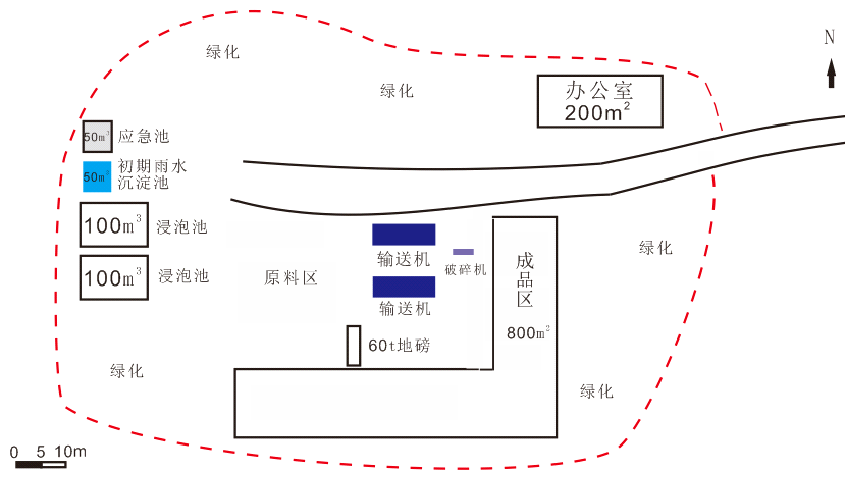 绿化
N
绿化
办公室
200m²
50m³
应急池
初期雨水
沉淀池
50m³
100m³
浸泡池
绿化
输送机
破碎机
成
品
区
100m³
浸泡池
原料区
输送机
800m²
60t地磅
绿化
绿化
0 5 10m